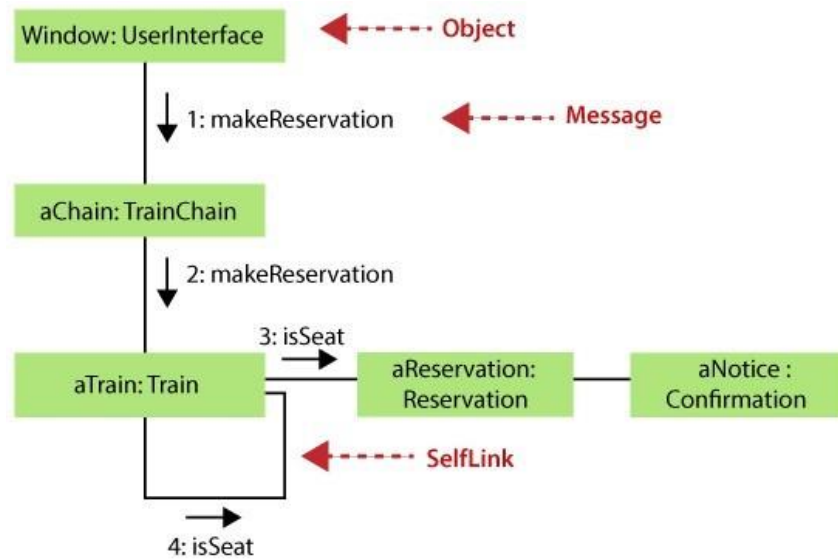 Window: UserInterface
Object
1: makeReservation
Message
aChain: TrainChain
2: makeReservation
3: isSeat
aTrain: Train
aReservation:
Reservation
aNotice :
Confirmation
SelfLink
4: isSeat